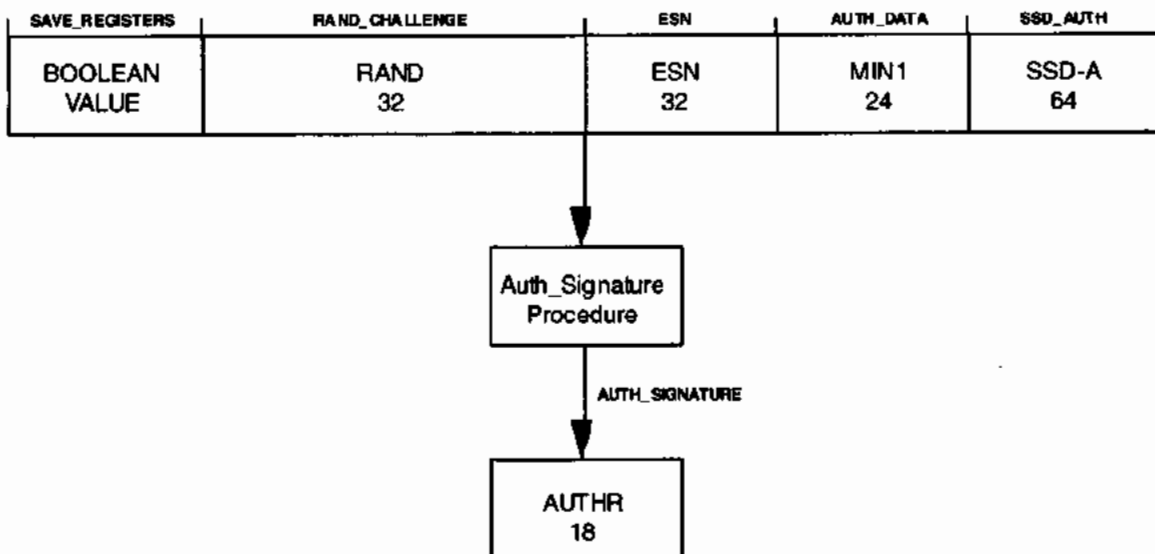 SAVE_REGISTERS RAND_CHALLENGE ESN AUTH_DATA SSD_AUTH
BOOLEAN RAND ESN MIN1 SSD-A
VALUE 32 32 24 64
Auth_Signature
Procedure
AUTH_SIGNATURE
AUTHR
18